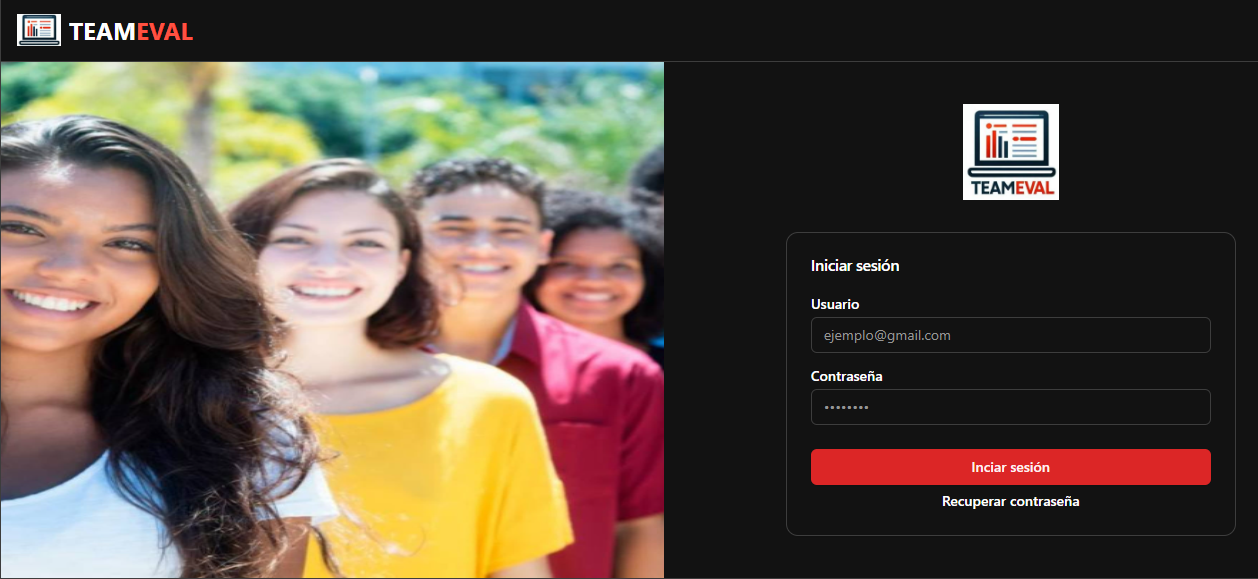 TEAMEVAL
TEAMEVAL
Iniciar sesión
Usuario
ejemplo@gmail.com
Contraseña
••••••••
Inciar sesión
Recuperar contraseña